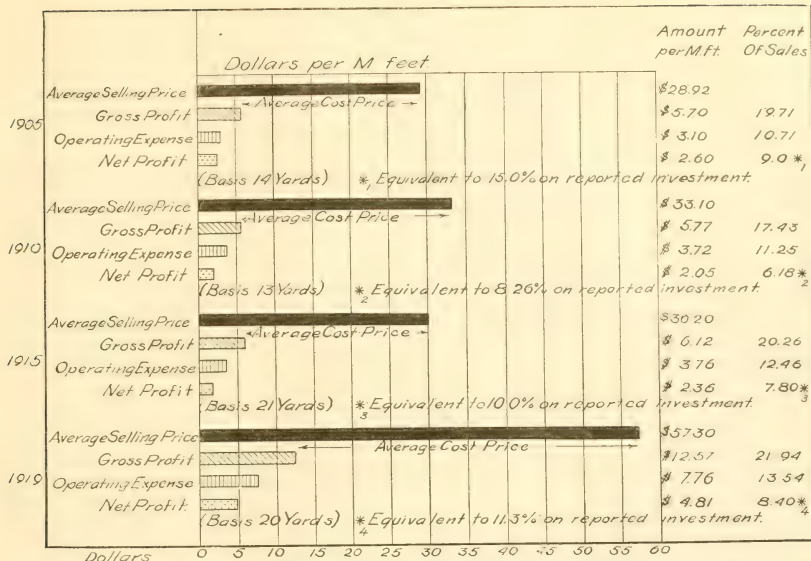 Amount Percent
per M ft. Of Sales
Dollars per M feet
1905
Average Selling Price $28.92
Average Cost Price
Gross Profit $5.70 19.71
Operating Expense $3.10 10.71
Net Profit $2.60 9.0 *1
(Basis 14 Yards) *1 Equivalent to 15.0% on reported investment.
1910
Average Selling Price $33.10
Average Cost Price
Gross Profit $5.77 17.43
Operating Expense $3.72 11.25
Net Profit $2.05 6.18 *2
(Basis 13 Yards) *2 Equivalent to 8.26% on reported investment.
1915
Average Selling Price $30.20
Average Cost Price
Gross Profit $6.12 20.26
Operating Expense $3.76 12.46
Net Profit $2.36 7.80 *3
(Basis 21 Yards) *3 Equivalent to 10.0% on reported investment.
1919
Average Selling Price $57.30
Average Cost Price
Gross Profit $12.57 21.94
Operating Expense $7.76 13.54
Net Profit. $4.81 8.40 *4
(Basis 20 Yards) *4 Equivalent to 11.3% on reported investment.
Dollars 0 5 10 15 20 25 30 35 40 45 50 55 60